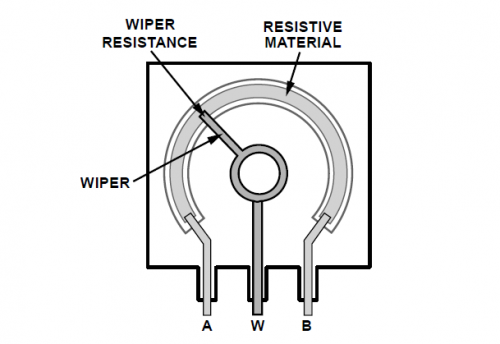 WIPER
RESISTANCE
RESISTIVE
MATERIAL
WIPER
A W B